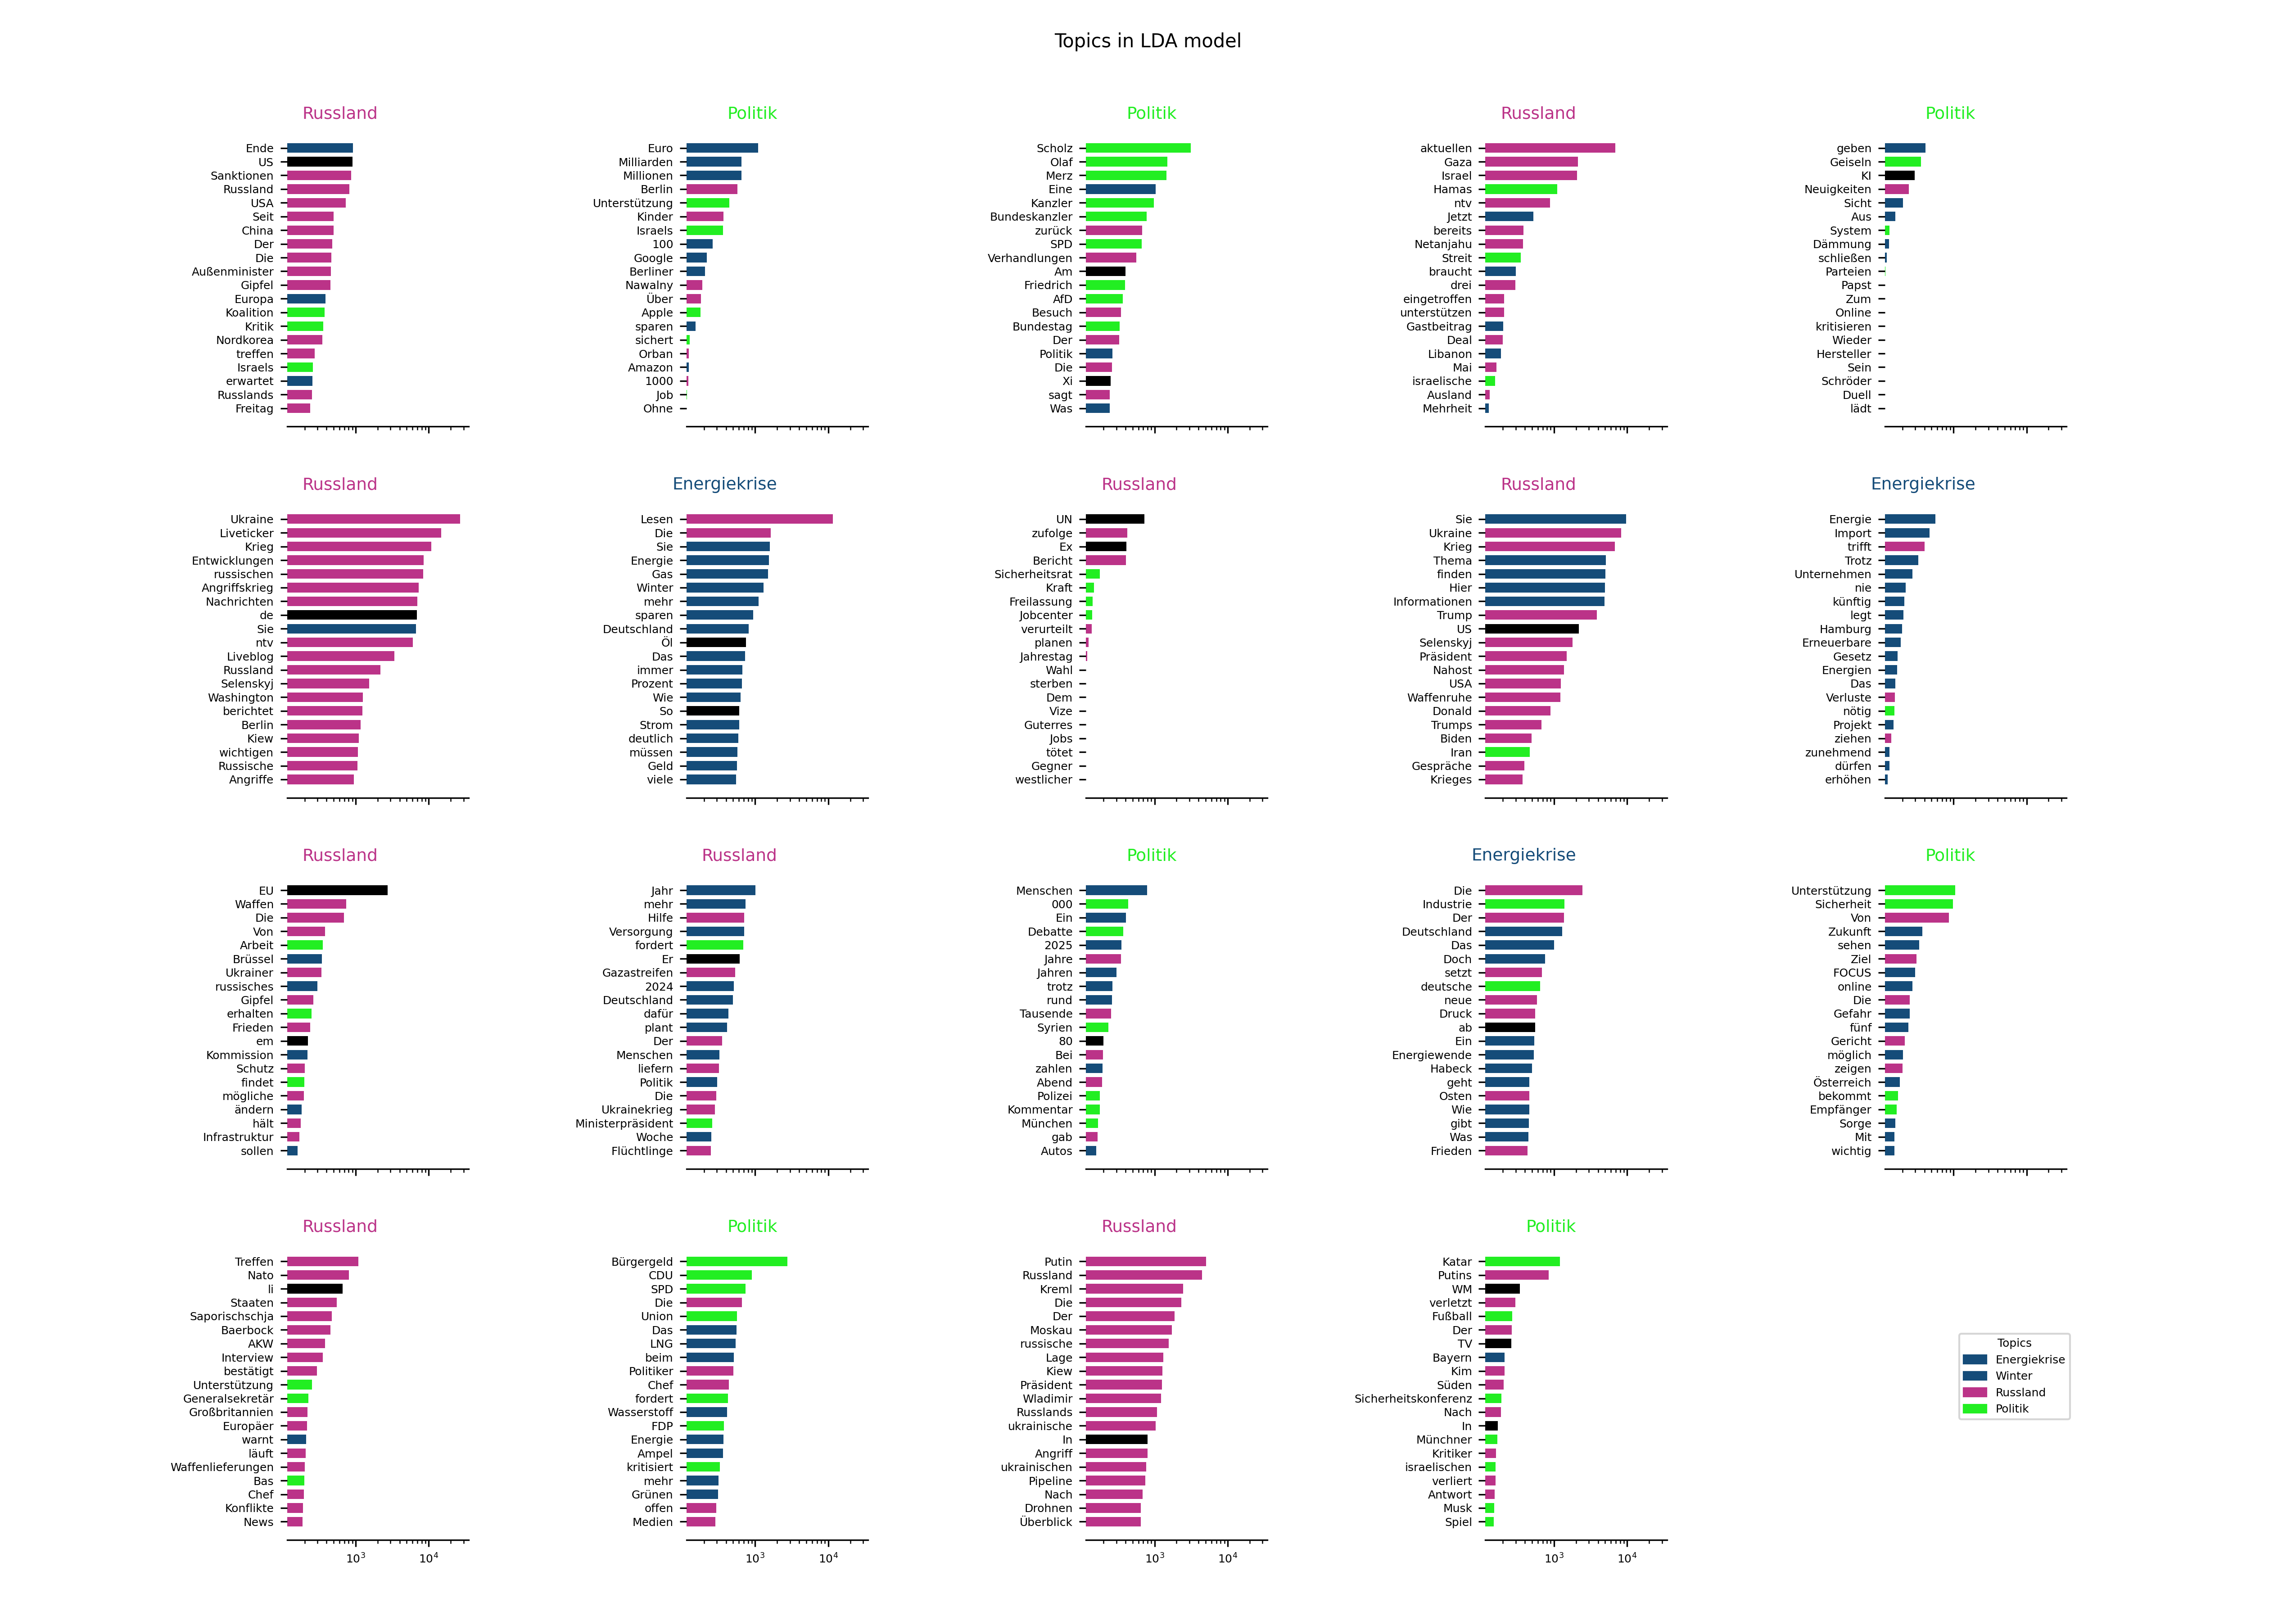 Topics in LDA model
Russland
Ende
US
Sanktionen
Russland
USA
Seit
China
Der
Die
Außenminister
Gipfel
Europa
Koalition
Kritik
Nordkorea
treffen
Israels
erwartet
Russlands
Freitag
Politik
Euro
Milliarden
Millionen
Berlin
Unterstützung
Kinder
Israels
100
Google
Berliner
Nawalny
Über
Apple
sparen
sichert
Orban
Amazon
1000
Job
Ohne
Politik
Scholz
Olaf
Merz
Eine
Kanzler
Bundeskanzler
zurück
SPD
Verhandlungen
Am
Friedrich
AfD
Besuch
Bundestag
Der
Politik
Die
Xi
sagt
Was
Russland
aktuellen
Gaza
Israel
Hamas
ntv
Jetzt
bereits
Netanjahu
Streit
braucht
drei
eingetroffen
unterstützen
Gastbeitrag
Deal
Libanon
Mai
israelische
Ausland
Mehrheit
Politik
geben
Geiseln
KI
Neuigkeiten
Sicht
Aus
System
Dämmung
schließen
Parteien
Papst
Zum
Online
kritisieren
Wieder
Hersteller
Sein
Schröder
Duell
lädt
Russland
Ukraine
Liveticker
Krieg
Entwicklungen
russischen
Angriffskrieg
Nachrichten
de
Sie
ntv
Liveblog
Russland
Selenskyj
Washington
berichtet
Berlin
Kiew
wichtigen
Russische
Angriffe
Energiekrise
Lesen
Die
Sie
Energie
Gas
Winter
mehr
sparen
Deutschland
Öl
Das
immer
Prozent
Wie
So
Strom
deutlich
müssen
Geld
viele
Russland
UN
zufolge
Ex
Bericht
Sicherheitsrat
Kraft
Freilassung
Jobcenter
verurteilt
planen
Jahrestag
Wahl
sterben
Dem
Vize
Guterres
Jobs
tötet
Gegner
westlicher
Russland
Sie
Ukraine
Krieg
Thema
finden
Hier
Informationen
Trump
US
Selenskyj
Präsident
Nahost
USA
Waffenruhe
Donald
Trumps
Biden
Iran
Gespräche
Krieges
Energiekrise
Energie
Import
trifft
Trotz
Unternehmen
nie
künftig
legt
Hamburg
Erneuerbare
Gesetz
Energien
Das
Verluste
nötig
Projekt
ziehen
zunehmend
dürfen
erhöhen
Russland
EU
Waffen
Die
Von
Arbeit
Brüssel
Ukrainer
russisches
Gipfel
erhalten
Frieden
em
Kommission
Schutz
findet
mögliche
ändern
hält
Infrastruktur
sollen
Russland
Jahr
mehr
Hilfe
Versorgung
fordert
Er
Gazastreifen
2024
Deutschland
dafür
plant
Der
Menschen
liefern
Politik
Die
Ukrainekrieg
Ministerpräsident
Woche
Flüchtlinge
Politik
Menschen
000
Ein
Debatte
2025
Jahre
Jahren
trotz
rund
Tausende
Syrien
80
Bei
zahlen
Abend
Polizei
Kommentar
München
gab
Autos
Energiekrise
Die
Industrie
Der
Deutschland
Das
Doch
setzt
deutsche
neue
Druck
ab
Ein
Energiewende
Habeck
geht
Osten
Wie
gibt
Was
Frieden
Politik
Unterstützung
Sicherheit
Von
Zukunft
sehen
Ziel
FOCUS
online
Die
Gefahr
fünf
Gericht
möglich
zeigen
Österreich
bekommt
Empfänger
Sorge
Mit
wichtig
Russland
Treffen
Nato
li
Staaten
Saporischschja
Baerbock
AKW
Interview
bestätigt
Unterstützung
Generalsekretär
Großbritannien
Europäer
warnt
läuft
Waffenlieferungen
Bas
Chef
Konflikte
News
10³ 10⁴
Politik
Bürgergeld
CDU
SPD
Die
Union
Das
LNG
beim
Politiker
Chef
fordert
Wasserstoff
FDP
Energie
Ampel
kritisiert
mehr
Grünen
offen
Medien
10³ 10⁴
Russland
Putin
Russland
Kreml
Die
Der
Moskau
russische
Lage
Kiew
Präsident
Wladimir
Russlands
ukrainische
In
Angriff
ukrainischen
Pipeline
Nach
Drohnen
Überblick
10³ 10⁴
Politik
Katar
Putins
WM
verletzt
Fußball
Der
TV
Bayern
Kim
Süden
Sicherheitskonferenz
Nach
In
Münchner
Kritiker
israelischen
verliert
Antwort
Musk
Spiel
10³ 10⁴
Topics
Energiekrise
Winter
Russland
Politik